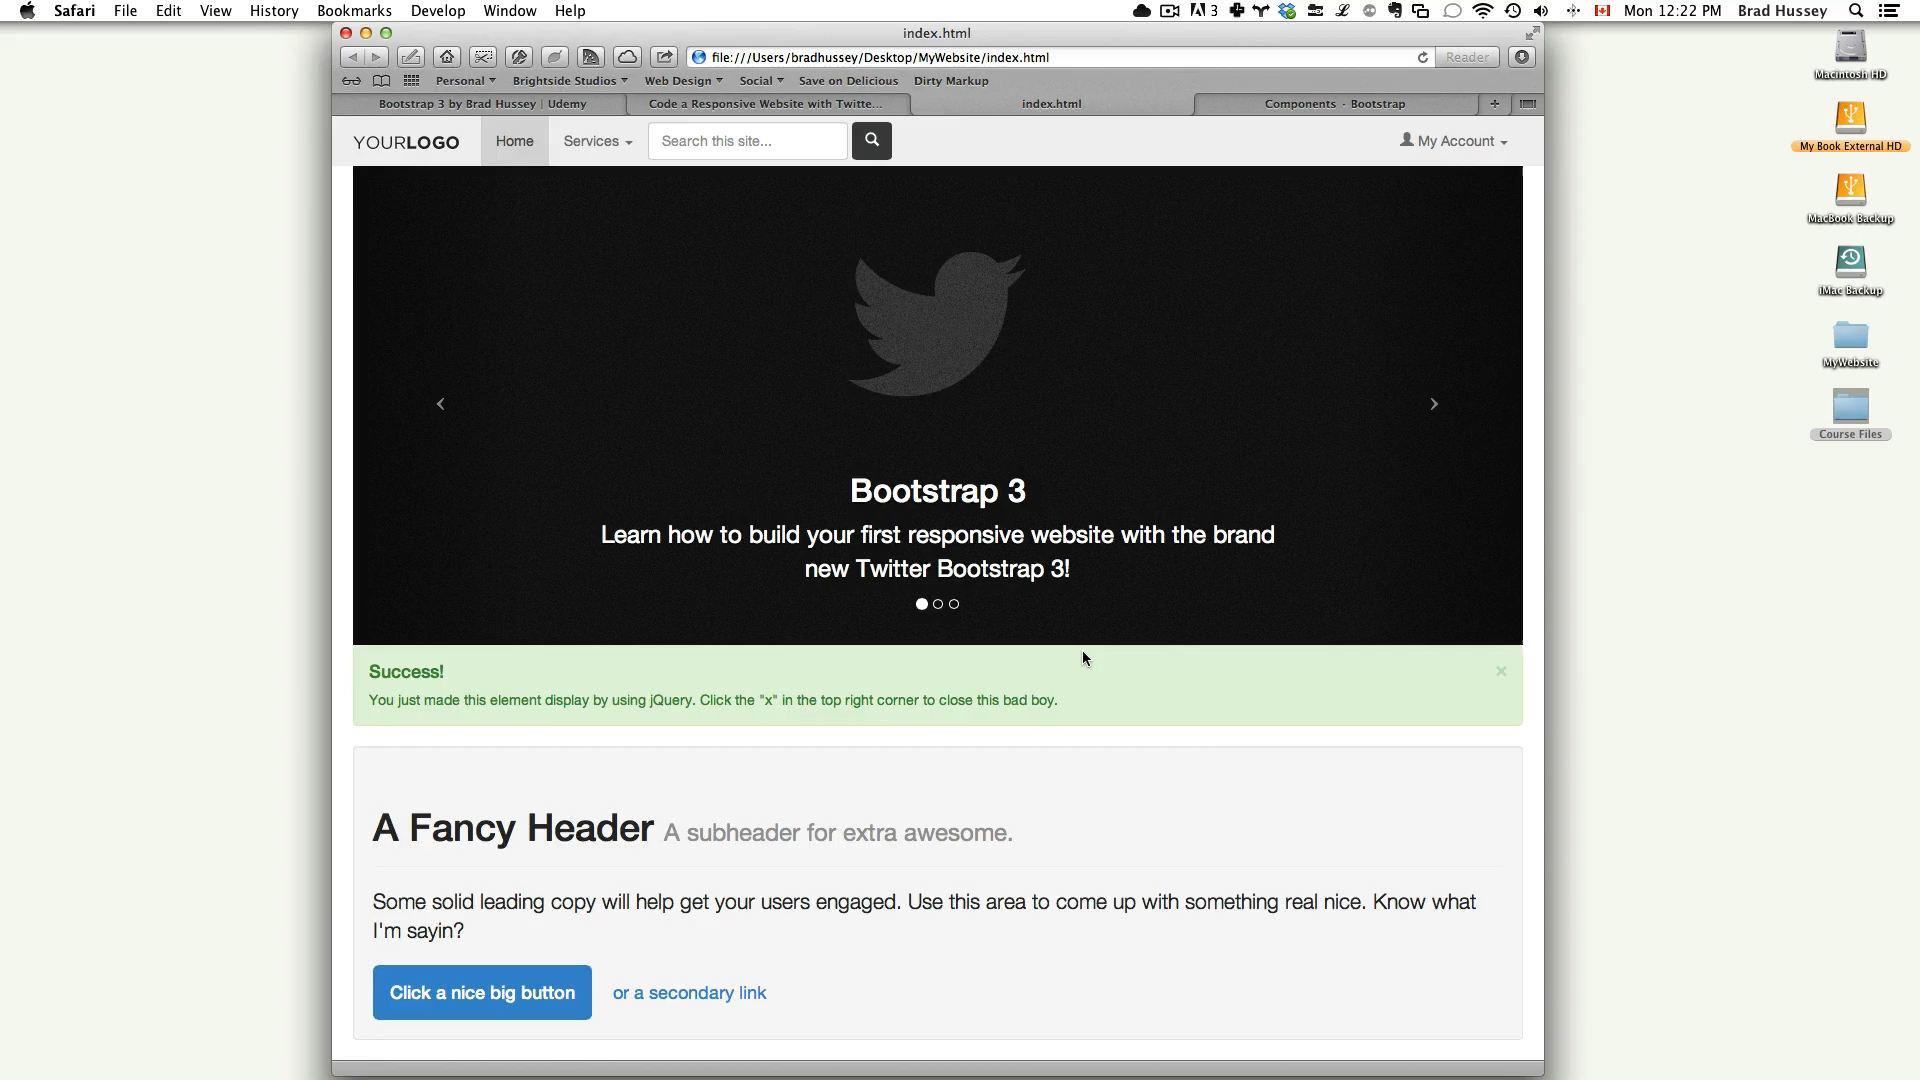 Safari File Edit View History Bookmarks Develop Window Help
3 Mon 12:22 PM Brad Hussey
index.html
file:///Users/bradhussey/Desktop/MyWebsite/index.html Reader
Personal Brightside Studios Web Design Social Save on Delicious Dirty Markup
Bootstrap 3 by Brad Hussey | Udemy Code a Responsive Website with Twitte... index.html Components - Bootstrap +
YOURLOGO Home Services Search this site... My Account
Bootstrap 3
Learn how to build your first responsive website with the brand
new Twitter Bootstrap 3!
Success! ×
You just made this element display by using jQuery. Click the "x" in the top right corner to close this bad boy.
A Fancy Header A subheader for extra awesome.
Some solid leading copy will help get your users engaged. Use this area to come up with something real nice. Know what
I'm sayin?
Click a nice big button or a secondary link
Macintosh HD
My Book External HD
MacBook Backup
iMac Backup
MyWebsite
Course Files